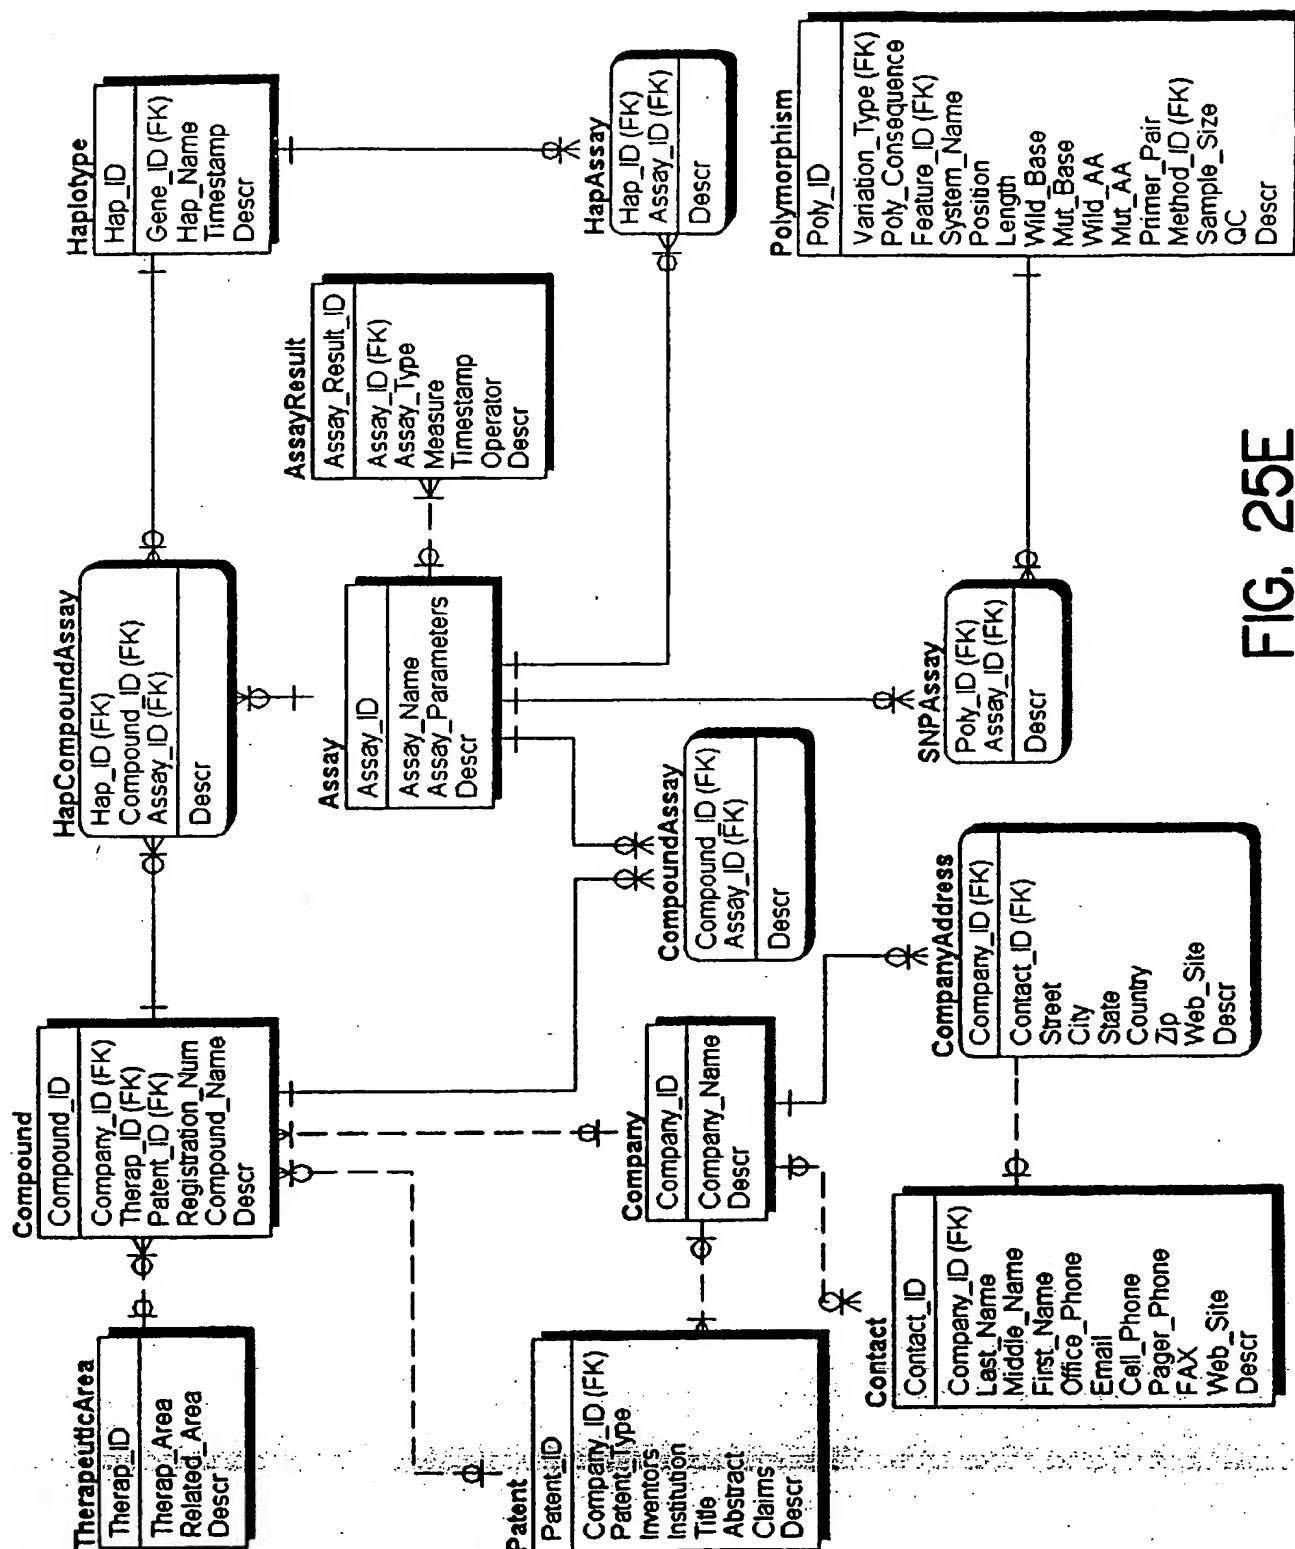 TherapeuticArea
Therap_ID
Therap_Area
Related_Area
Descr
Compound
Compound_ID
Company_ID (FK)
Therap_ID (FK)
Patent_ID (FK)
Registration_Num
Compound_Name
Descr
HapCompoundAssay
Hap_ID (FK)
Compound_ID (FK)
Assay_ID (FK)
Descr
Haplotype
Hap_ID
Gene_ID (FK)
Hap_Name
Timestamp
Descr
AssayResult
Assay_Result_ID
Assay_ID (FK)
Assay_Type
Measure
Timestamp
Operator
Descr
Assay
Assay_ID
Assay_Name
Assay_Parameters
Descr
HapAssay
Hap_ID (FK)
Assay_ID (FK)
Descr
Patent
Patent_ID
Company_ID (FK)
Patent_Type
Inventors
Institution
Title
Abstract
Claims
Descr
Company
Company_ID
Company_Name
Descr
CompoundAssay
Compound_ID (FK)
Assay_ID (FK)
Descr
Contact
Contact_ID
Company_ID (FK)
Last_Name
Middle_Name
First_Name
Office_Phone
Email
Cell_Phone
Pager_Phone
FAX
Web_Site
Descr
CompanyAddress
Company_ID (FK)
Contact_ID (FK)
Street
City
State
Country
Zip
Web_Site
Descr
SNPAssay
Poly_ID (FK)
Assay_ID (FK)
Descr
Polymorphism
Poly_ID
Variation_Type (FK)
Poly_Consequence
Feature_ID (FK)
System_Name
Position
Length
Wild_Base
Mut_Base
Wild_AA
Mut_AA
Primer_Pair
Method_ID (FK)
Sample_Size
QC
Descr
FIG. 25E